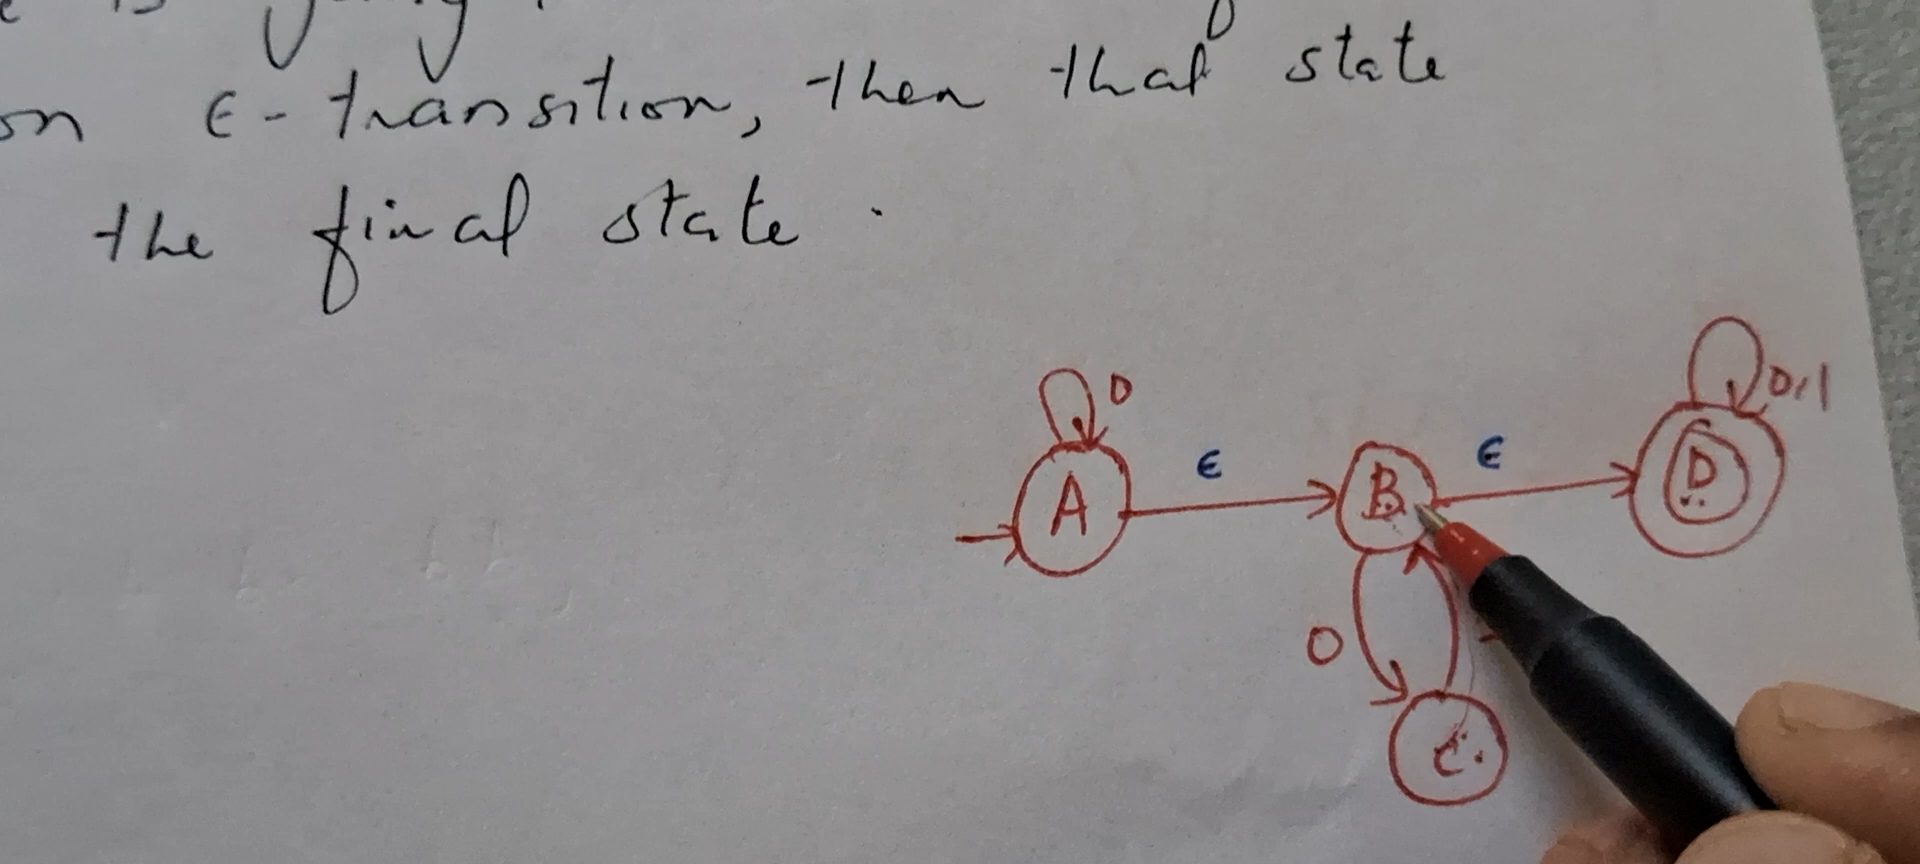 on ϵ-transition, then that state
the final state.
0
0,1
ϵ
ϵ
A
B
D
0
C